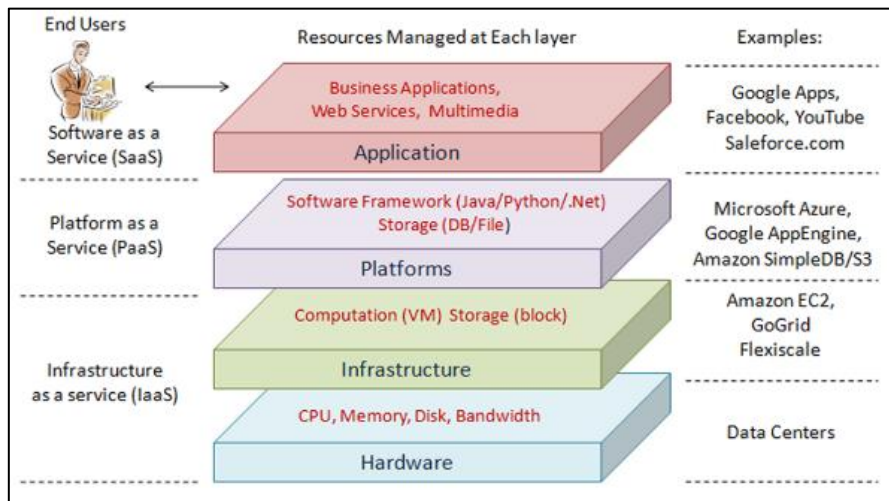 End Users
Resources Managed at Each layer
Examples:
Business Applications,
Web Services, Multimedia
Application
Software as a
Service (SaaS)
Google Apps,
Facebook, YouTube
Saleforce.com
Software Framework (Java/Python/.Net)
Storage (DB/File)
Platforms
Platform as a
Service (PaaS)
Microsoft Azure,
Google AppEngine,
Amazon SimpleDB/S3
Computation (VM) Storage (block)
Infrastructure
Amazon EC2,
GoGrid
Flexiscale
Infrastructure
as a service (IaaS)
CPU, Memory, Disk, Bandwidth
Hardware
Data Centers